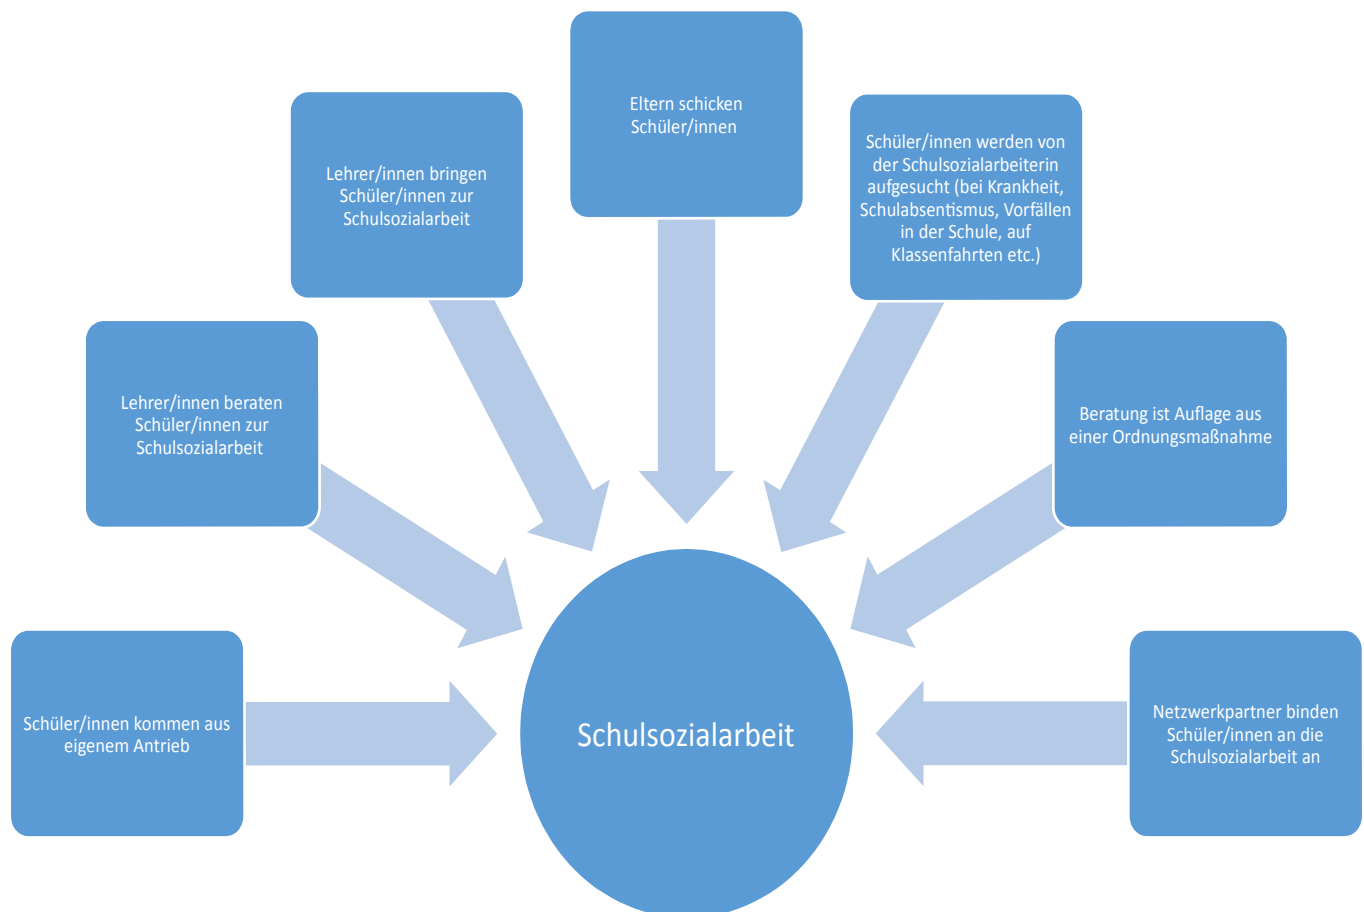 Eltern schicken
Schüler/innen
Lehrer/innen bringen
Schüler/innen zur
Schulsozialarbeit
Schüler/innen werden von
der Schulsozialarbeiterin
aufgesucht (bei Krankheit,
Schulabsentismus, Vorfällen
in der Schule, auf
Klassenfahrten etc.)
Lehrer/innen beraten
Schüler/innen zur
Schulsozialarbeit
Beratung ist Auflage aus
einer Ordnungsmaßnahme
Schüler/innen kommen aus
eigenem Antrieb
Schulsozialarbeit
Netzwerkpartner binden
Schüler/innen an die
Schulsozialarbeit an